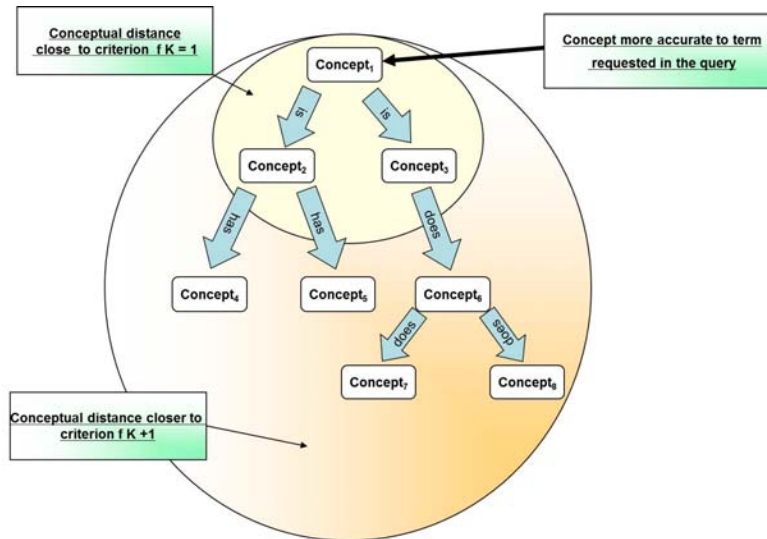 Conceptual distance
close to criterion f K = 1
Concept more accurate to term
requested in the query
Concept₁
is
is
Concept₂
Concept₃
has
has
does
Concept₄
Concept₅
Concept₆
does
does
Concept₇
Concept₈
Conceptual distance closer to
criterion f K +1